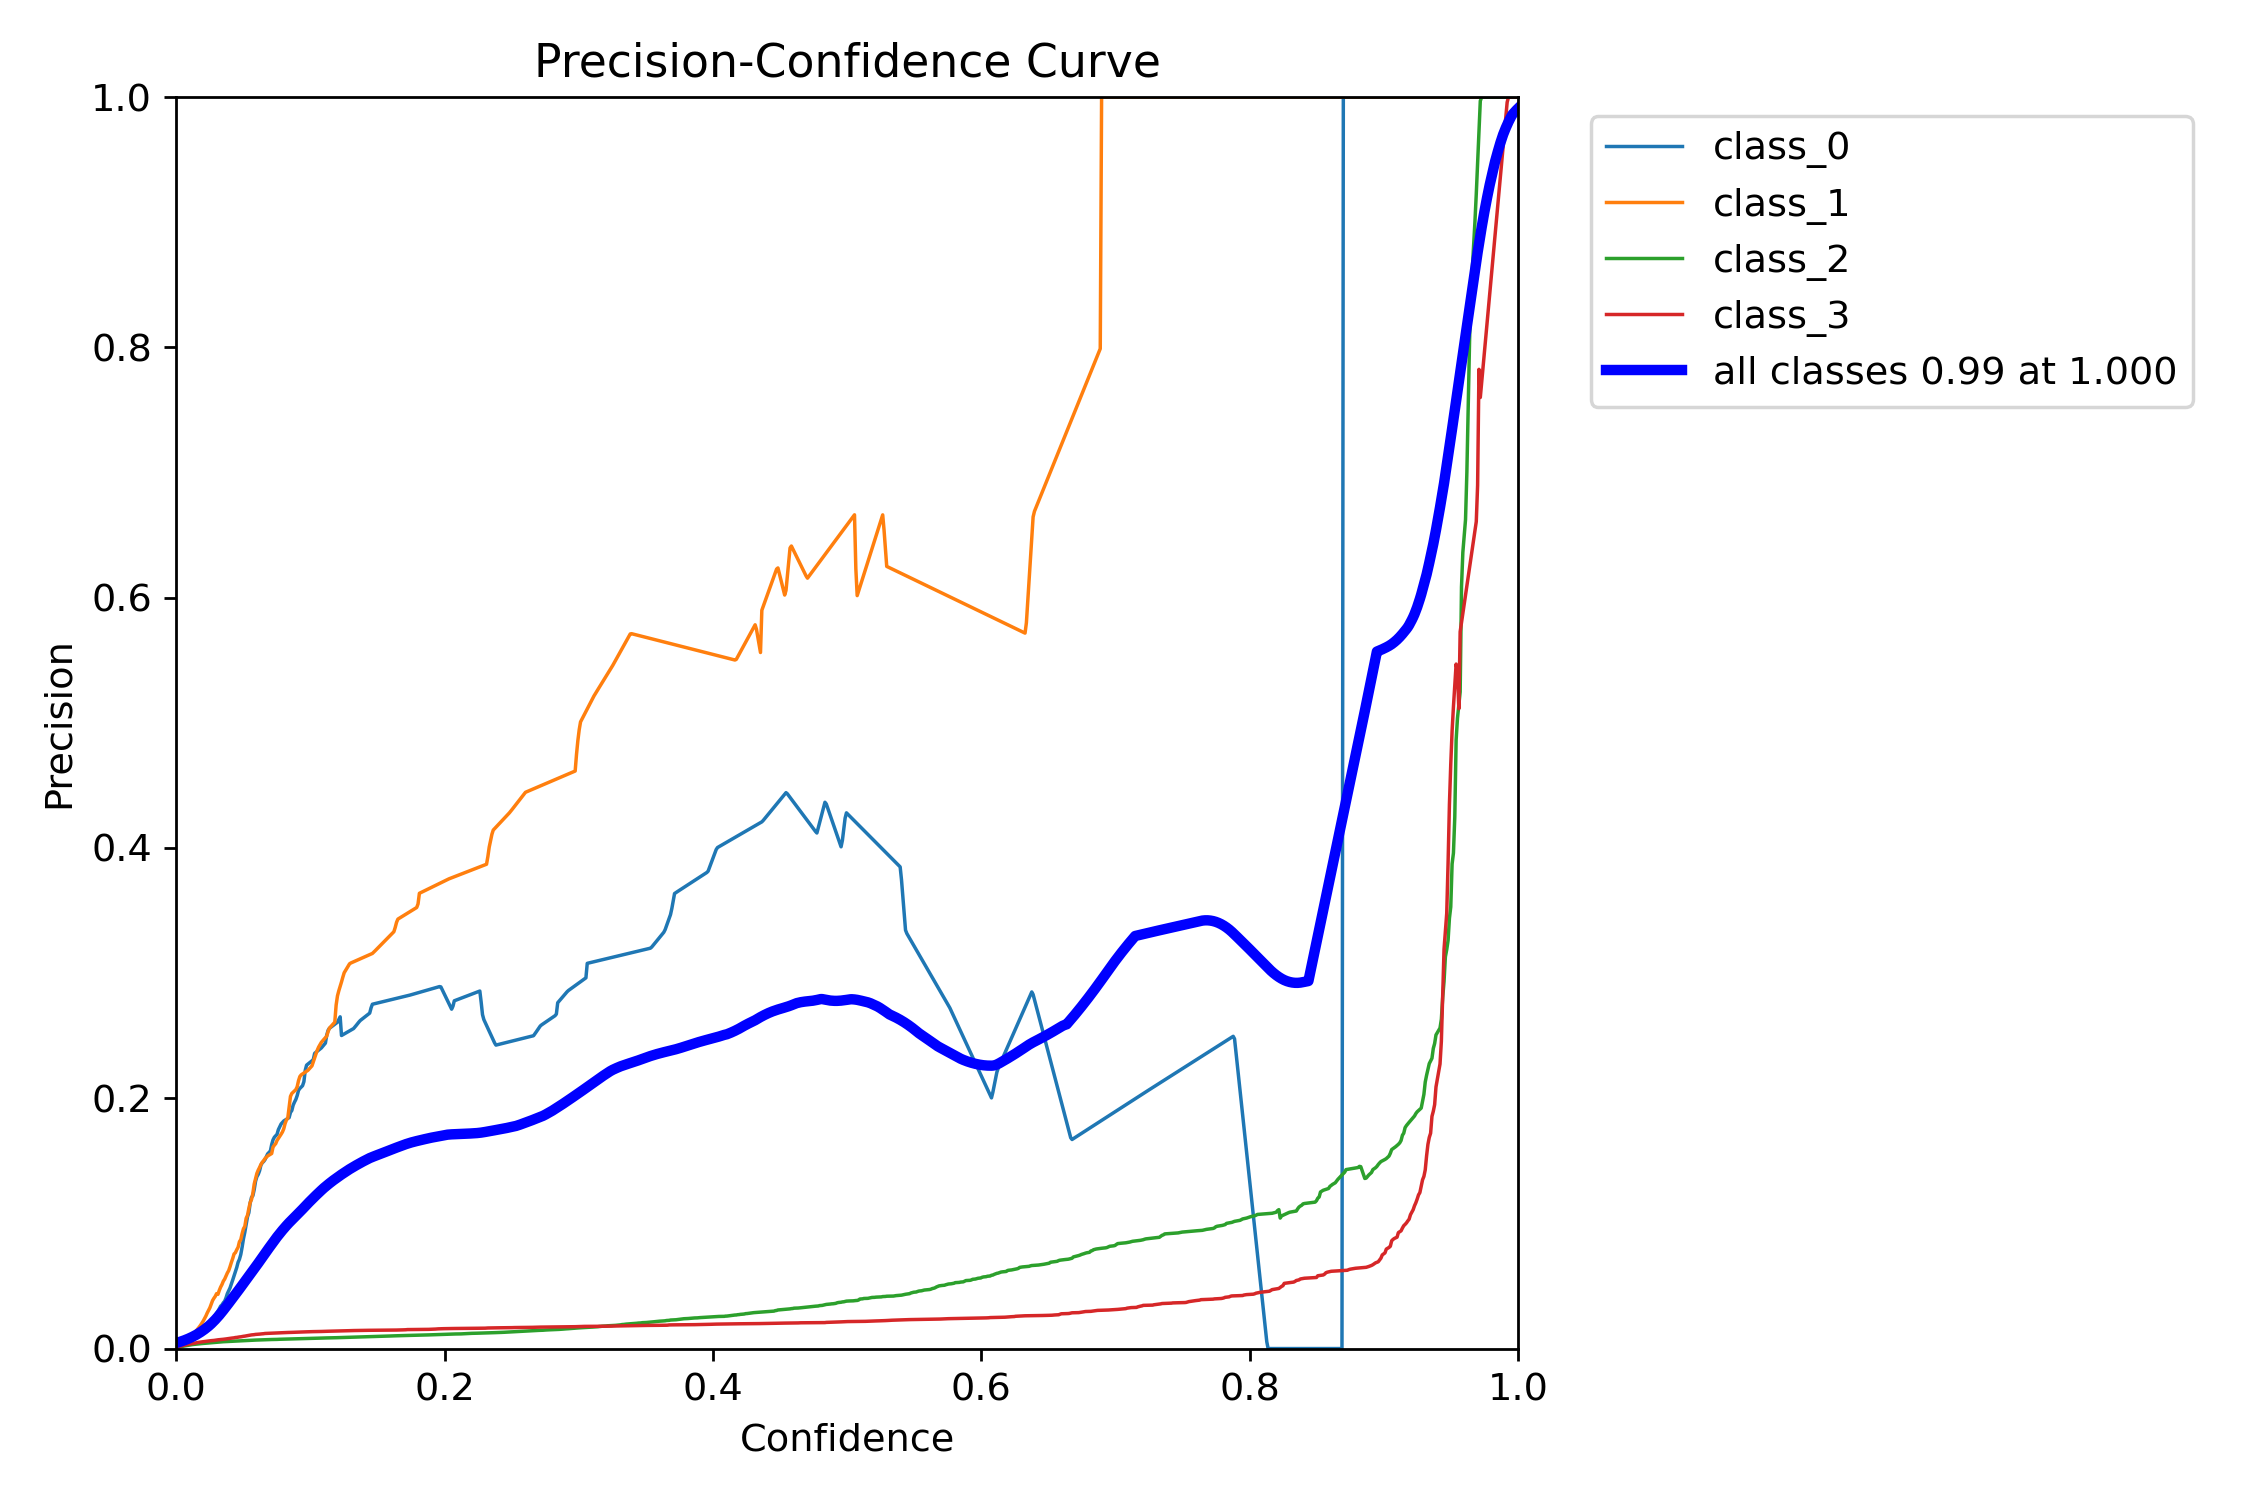 Precision-Confidence Curve
1.0
0.8
0.6
0.4
0.2
0.0
Precision
0.0 0.2 0.4 0.6 0.8 1.0
Confidence
class_0
class_1
class_2
class_3
all classes 0.99 at 1.000